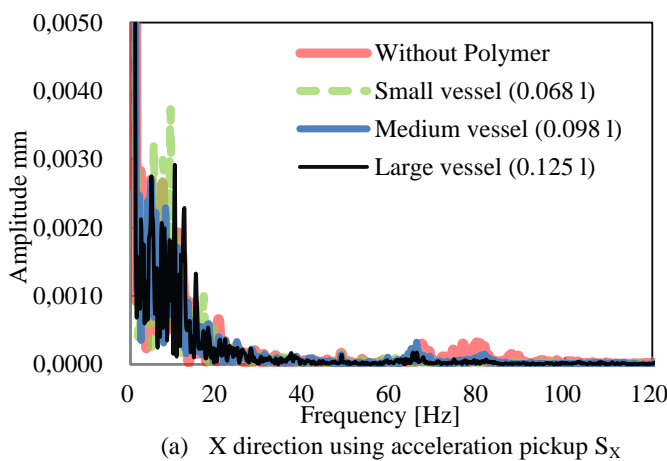 0,0050
0,0040
0,0030
0,0020
0,0010
0,0000
Amplitude mm
Without Polymer
Small vessel (0.068 l)
Medium vessel (0.098 l)
Large vessel (0.125 l)
0 20 40 60 80 100 120
Frequency [Hz]
(a) X direction using acceleration pickup SX